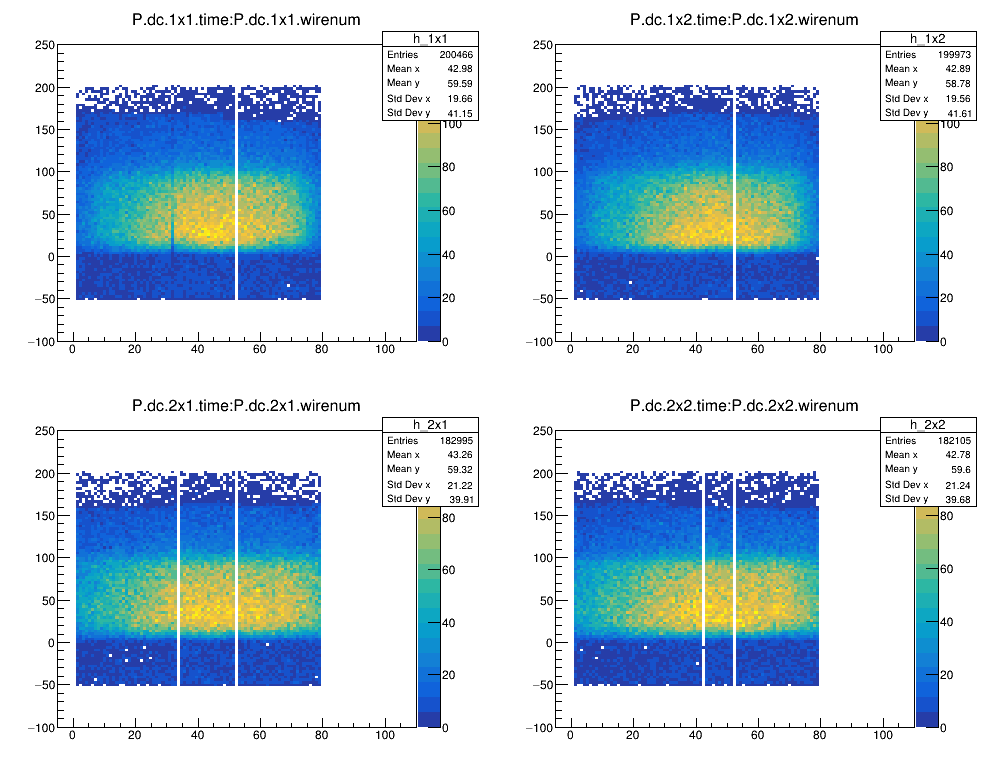 P.dc.1x1.time:P.dc.1x1.wirenum
h_1x1
Entries 200466
Mean x 42.98
Mean y 59.59
Std Dev x 19.66
Std Dev y 41.15
250
200
150
100
50
0
−50
−100
0 20 40 60 80 100
100
80
60
40
20
0
P.dc.1x2.time:P.dc.1x2.wirenum
h_1x2
Entries 199973
Mean x 42.89
Mean y 58.78
Std Dev x 19.56
Std Dev y 41.61
250
200
150
100
50
0
−50
−100
0 20 40 60 80 100
100
80
60
40
20
0
P.dc.2x1.time:P.dc.2x1.wirenum
h_2x1
Entries 182995
Mean x 43.26
Mean y 59.32
Std Dev x 21.22
Std Dev y 39.91
250
200
150
100
50
0
−50
−100
0 20 40 60 80 100
80
60
40
20
0
P.dc.2x2.time:P.dc.2x2.wirenum
h_2x2
Entries 182105
Mean x 42.78
Mean y 59.6
Std Dev x 21.24
Std Dev y 39.68
250
200
150
100
50
0
−50
−100
0 20 40 60 80 100
80
60
40
20
0